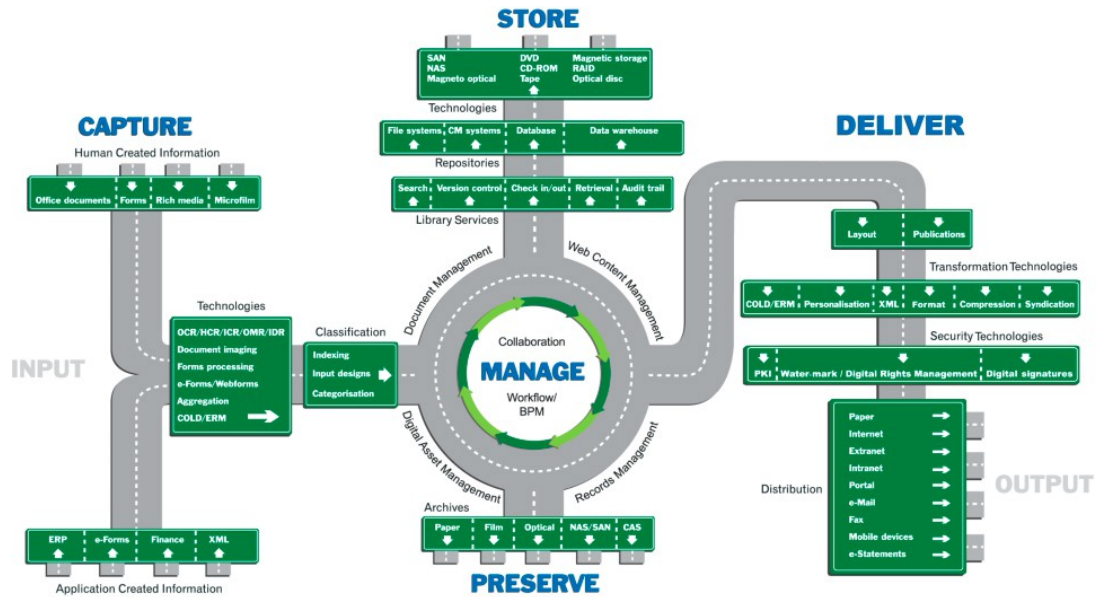 STORE
SAN DVD Magnetic storage
NAS CD-ROM RAID
Magneto optical Tape Optical disc
Technologies
File systems CM systems Database Data warehouse
Repositories
Search Version control Check in/out Retrieval Audit trail
Library Services
CAPTURE
Human Created Information
Office documents Forms Rich media Microfilm
Technologies
OCR/HCR/ICR/OMR/IDR
Document imaging
Forms processing
e-Forms/Webforms
Aggregation
COLD/ERM
Classification
Indexing
Input designs
Categorisation
INPUT
ERP e-Forms Finance XML
Application Created Information
Document Management
Web Content Management
Collaboration
MANAGE
Workflow/
BPM
Digital Asset Management
Records Management
Archives
Paper Film Optical NAS/SAN CAS
PRESERVE
DELIVER
Layout Publications
Transformation Technologies
COLD/ERM Personalisation XML Format Compression Syndication
Security Technologies
PKI Water-mark / Digital Rights Management Digital signatures
Distribution
Paper
Internet
Extranet
Intranet
Portal
e-Mail
Fax
Mobile devices
e-Statements
OUTPUT